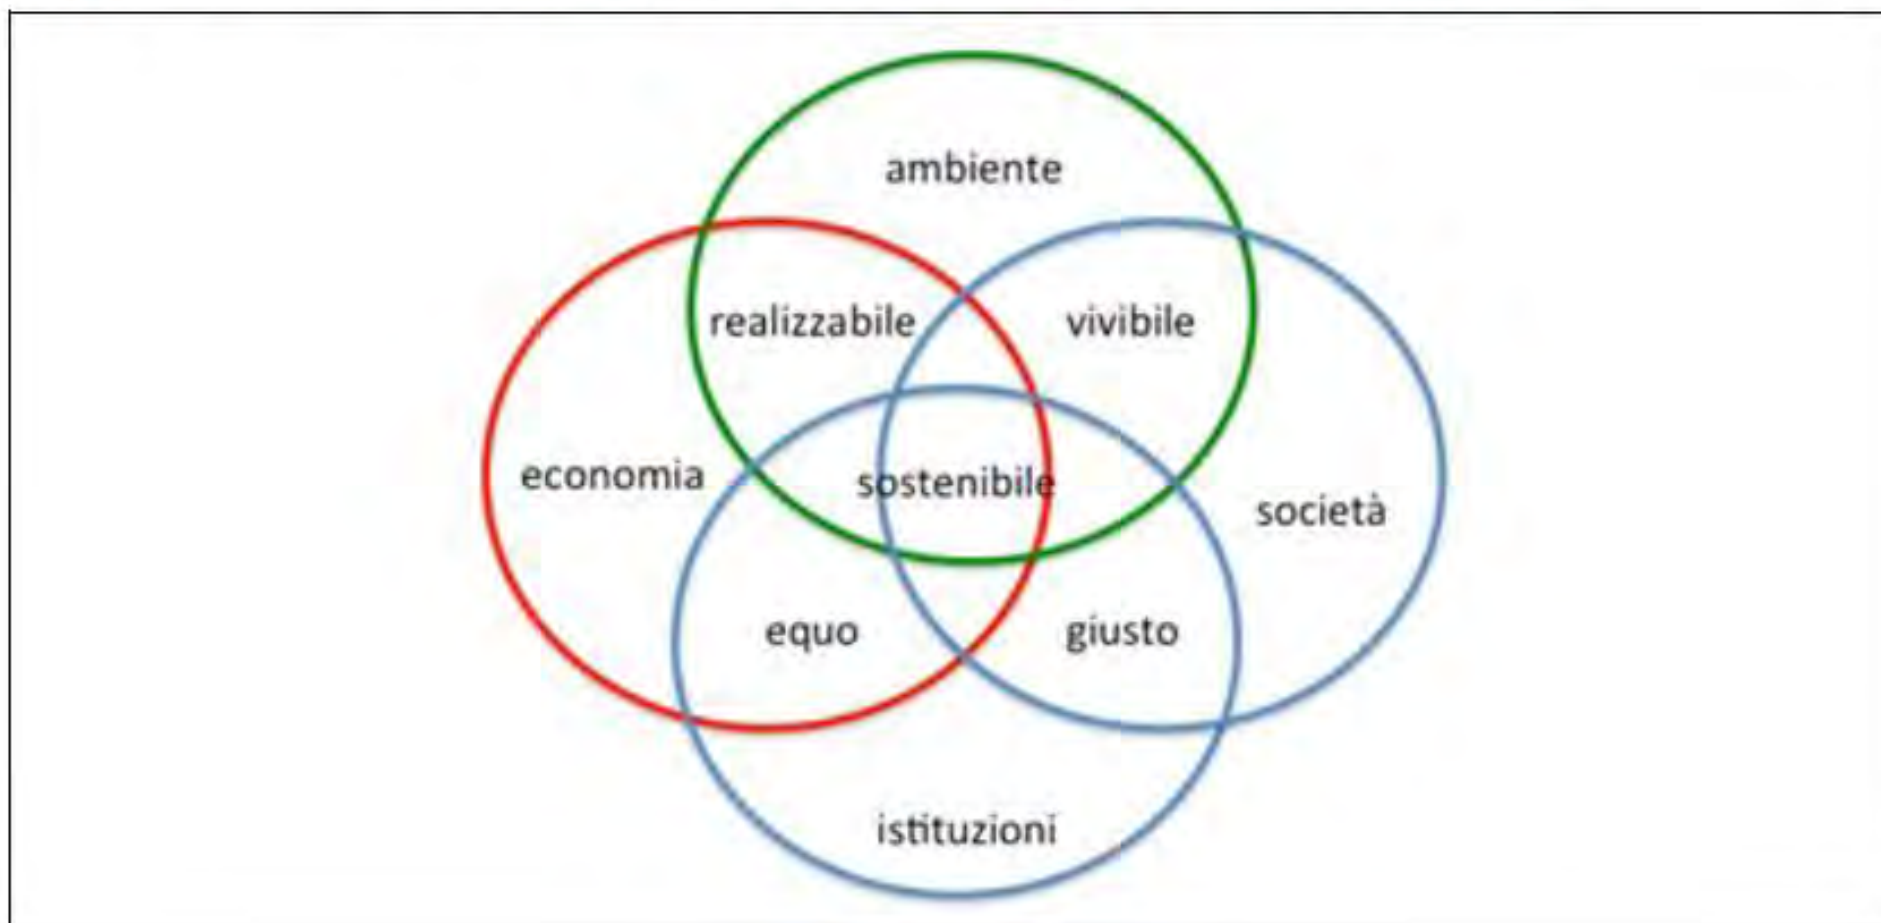 ambiente
realizzabile
vivibile
economia
sostenibile
società
equo
giusto
istituzioni